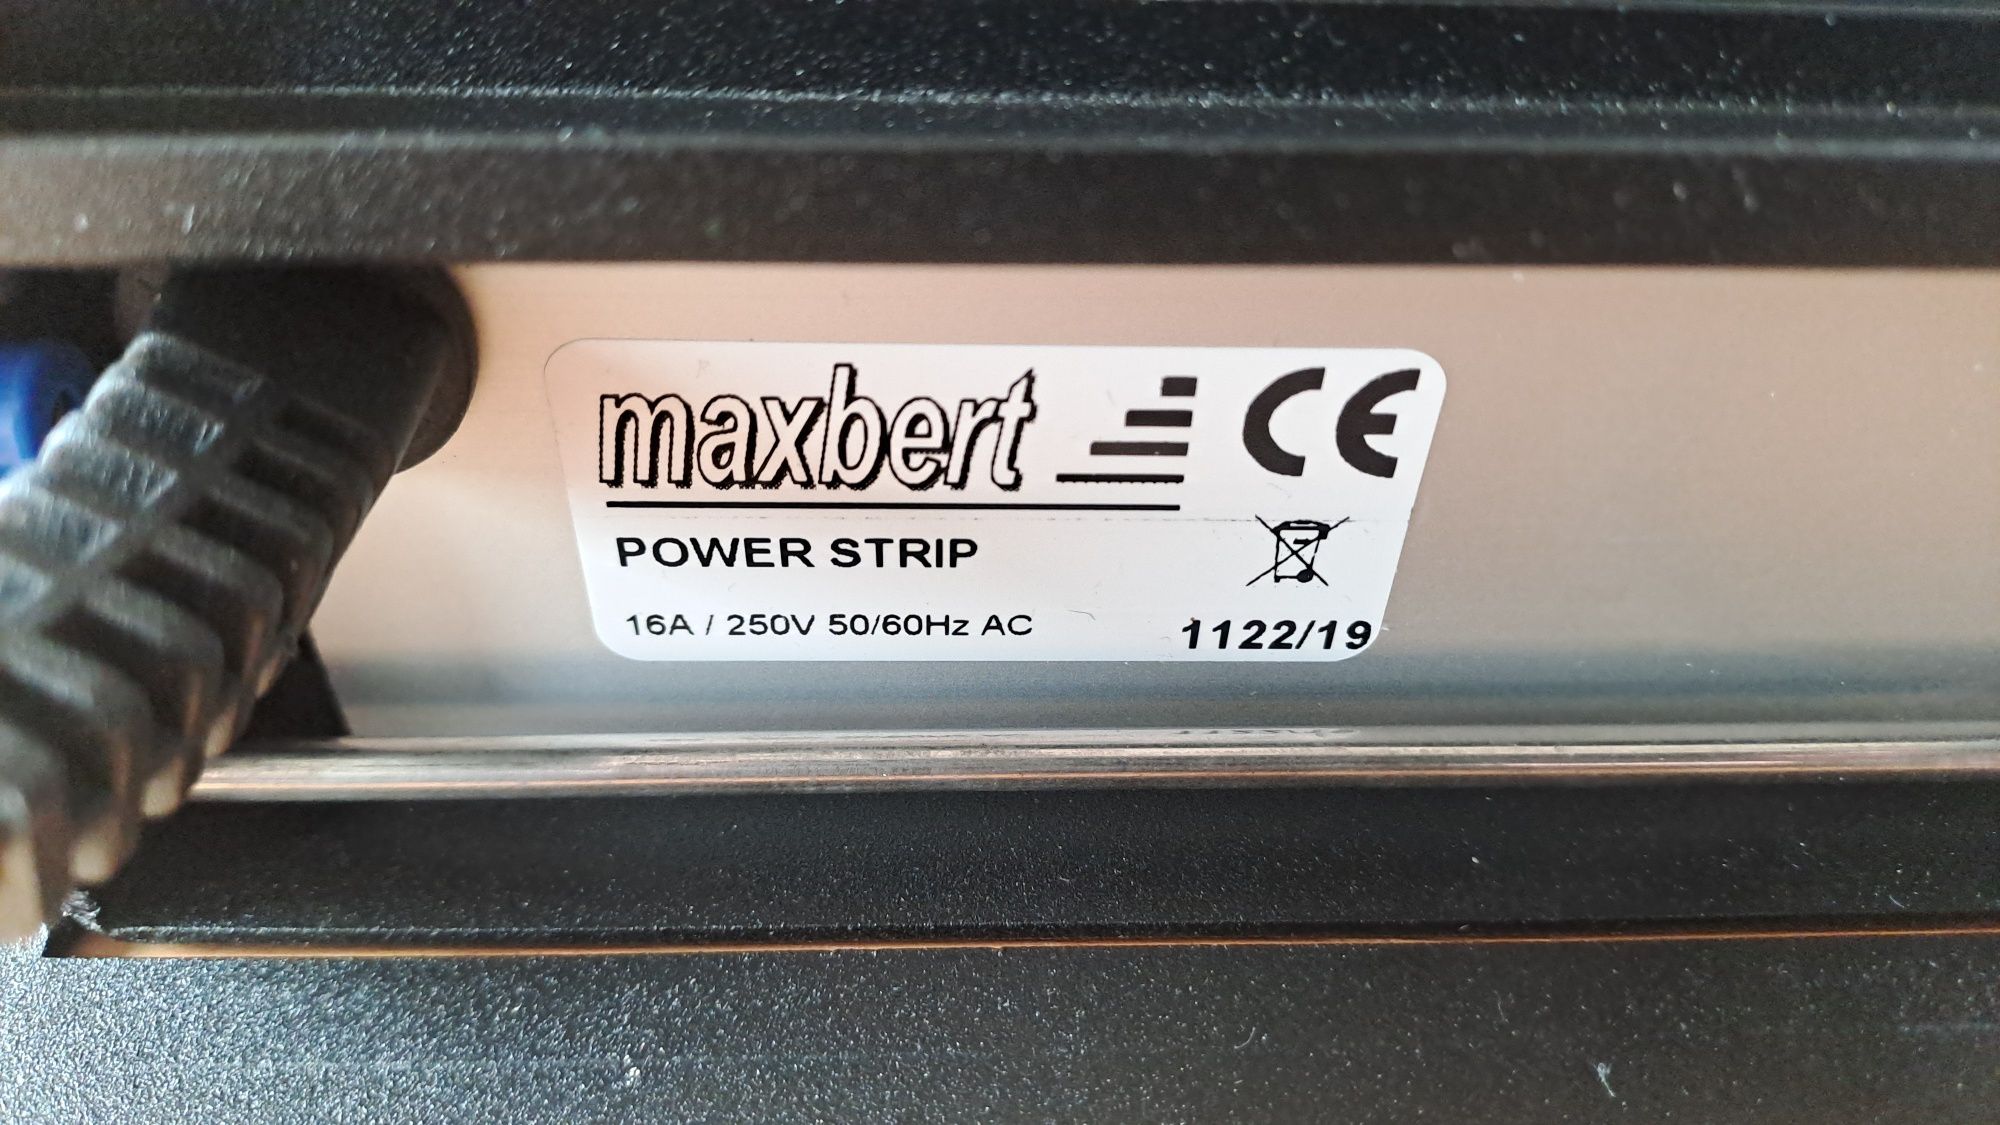 maxbert CE
POWER STRIP
16A / 250V 50/60Hz AC 1122/19